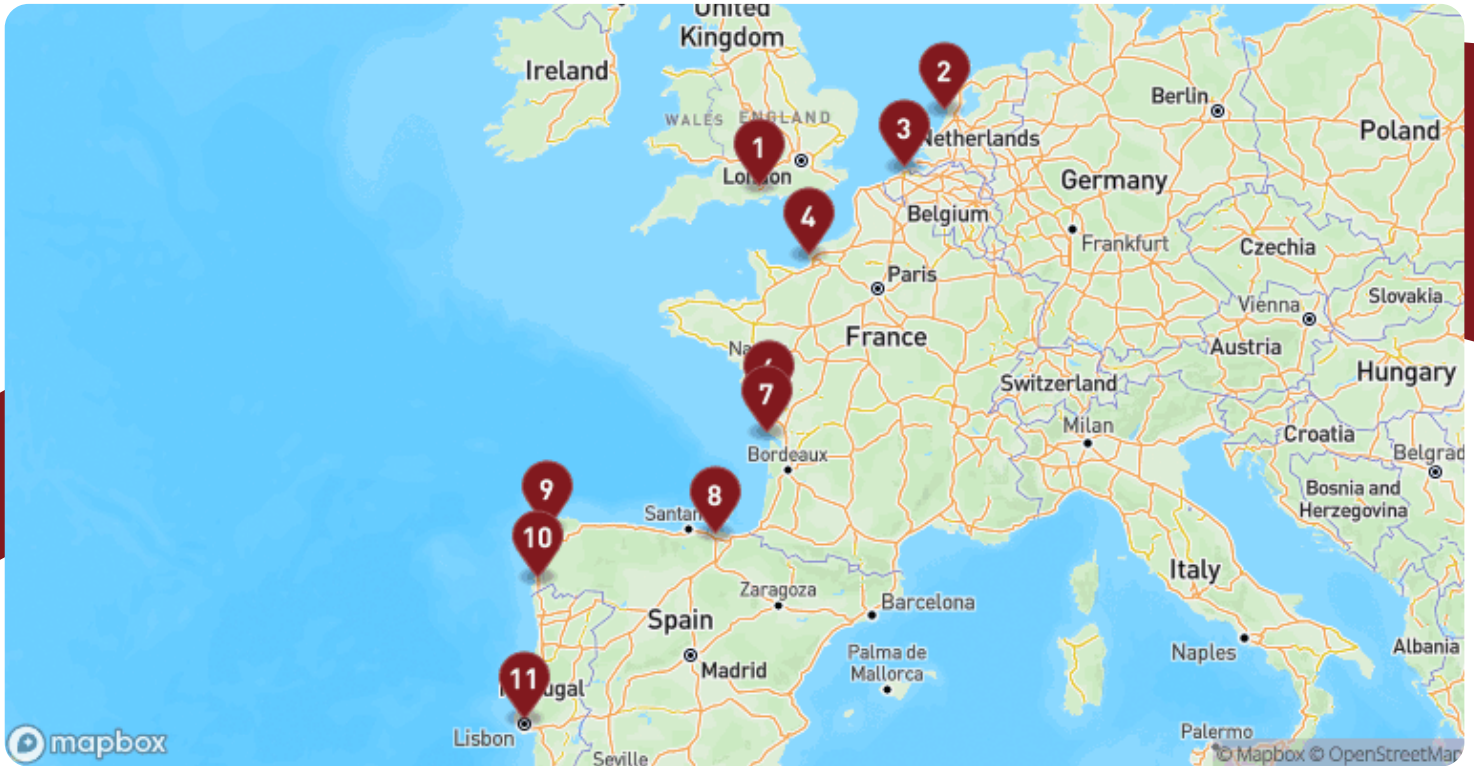 United
Kingdom
Ireland
2
Berlin
WALES
ENGLAND
3
Netherlands
Poland
1
London
Germany
4
Belgium
Frankfurt
Czechia
Paris
Slovakia
Vienna
France
Austria
Hungary
7
Switzerland
Milan
Croatia
Bordeaux
Belgrad
Bosnia and
Herzegovina
9
8
Santan
10
Italy
Zaragoza
Barcelona
Spain
Naples
Albania
Palma de
Mallorca
Madrid
11
Portugal
Lisbon
Palermo
mapbox
Seville
© Mapbox © OpenStreetMap